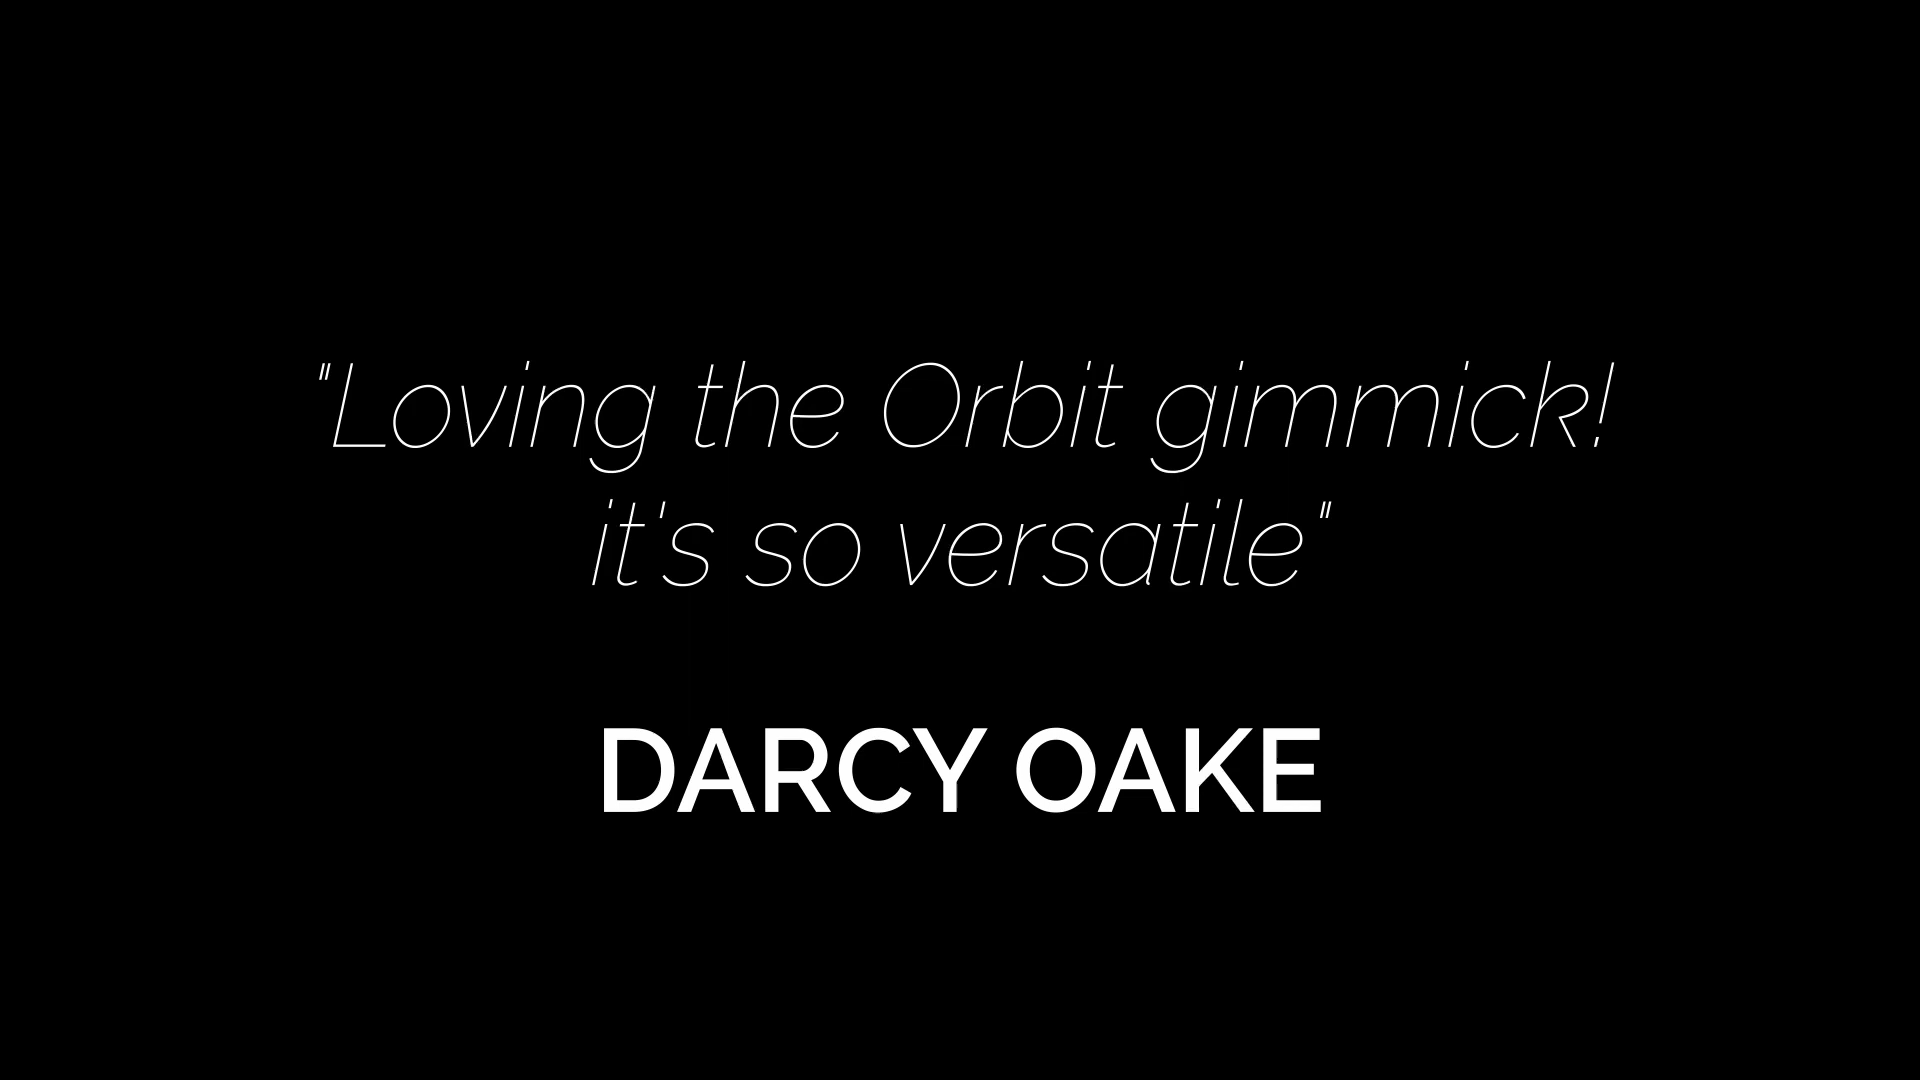 "Loving the Orbit gimmick!
it's so versatile"
DARCY OAKE